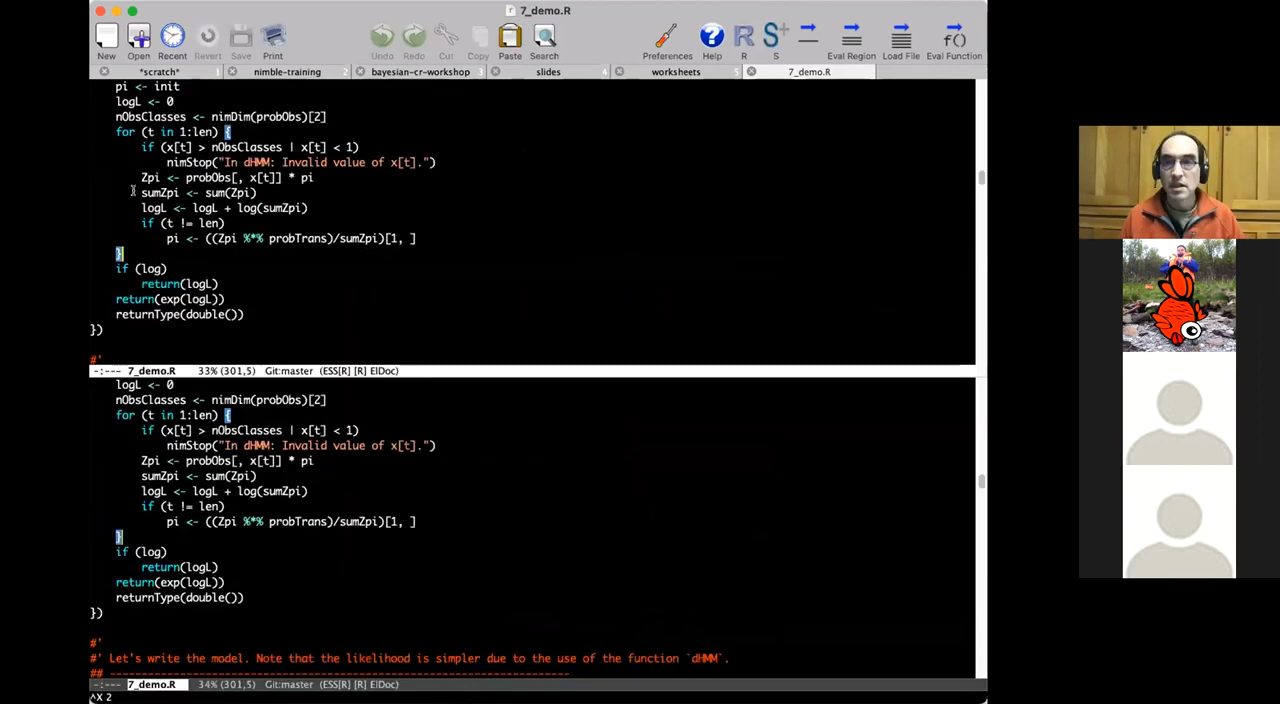 7_demo.R
New Open Recent Revert Save Print Undo Redo Cut Copy Paste Search Preferences Help R S Eval Region Load File Eval Function
*scratch* 1 nimble-training 2 bayesian-cr-workshop 3 slides 4 worksheets 5 7_demo.R
pi <- init
logL <- 0
nObsClasses <- nimDim(probObs)[2]
for (t in 1:len) {
if (x[t] > nObsClasses | x[t] < 1)
nimStop("In dHMM: Invalid value of x[t].")
Zpi <- probObs[, x[t]] * pi
sumZpi <- sum(Zpi)
logL <- logL + log(sumZpi)
if (t != len)
pi <- ((Zpi %*% probTrans)/sumZpi)[1, ]
}
if (log)
return(logL)
return(exp(logL))
returnType(double())
})
#'
-:--- 7_demo.R 33% (301,5) Git:master (ESS[R] [R] ElDoc)
logL <- 0
nObsClasses <- nimDim(probObs)[2]
for (t in 1:len) {
if (x[t] > nObsClasses | x[t] < 1)
nimStop("In dHMM: Invalid value of x[t].")
Zpi <- probObs[, x[t]] * pi
sumZpi <- sum(Zpi)
logL <- logL + log(sumZpi)
if (t != len)
pi <- ((Zpi %*% probTrans)/sumZpi)[1, ]
}
if (log)
return(logL)
return(exp(logL))
returnType(double())
})
#'
#' Let's write the model. Note that the likelihood is simpler due to the use of the function `dHMM`.
## -----------------------------------------------------------------------
-:--- 7_demo.R 34% (301,5) Git:master (ESS[R] [R] ElDoc)
^X 2